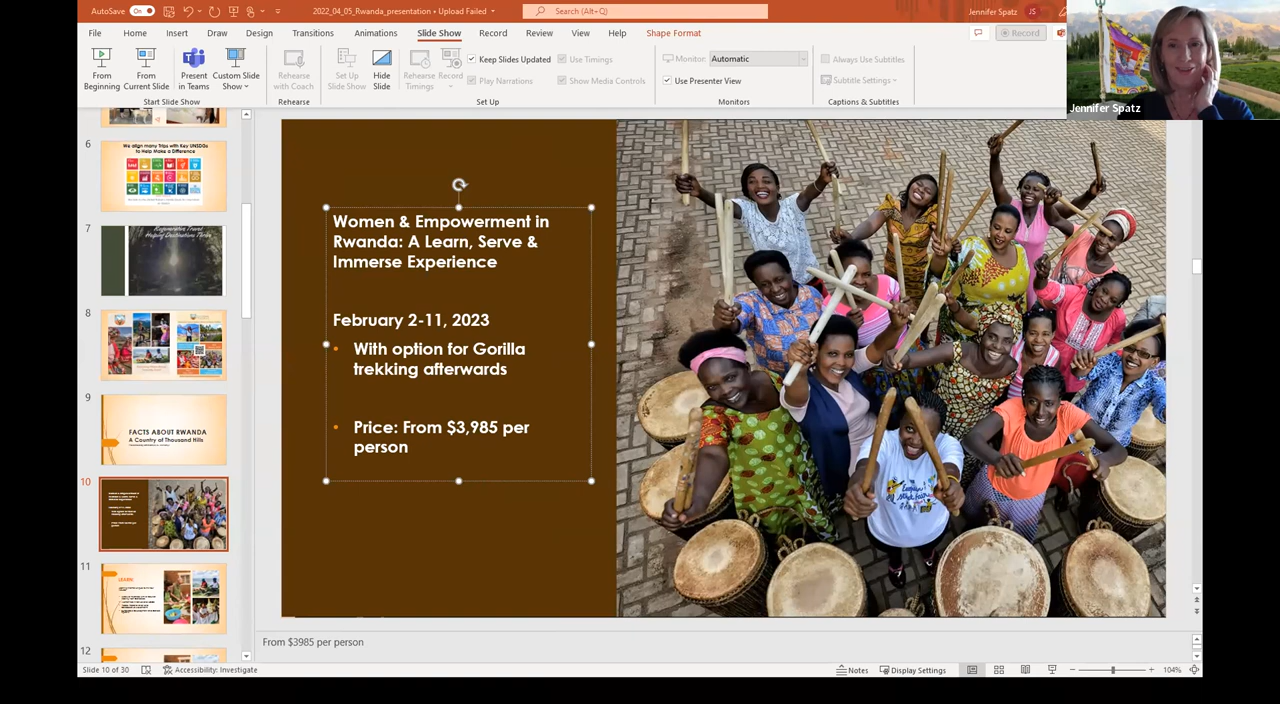 AutoSave
On
2022_04_05_Rwanda_presentation • Upload Failed
Search (Alt+Q)
Jennifer Spatz
JS
File
Home
Insert
Draw
Design
Transitions
Animations
Slide Show
Record
Review
View
Help
Shape Format
Record
From
Beginning
From
Current Slide
Present
in Teams
Custom Slide
Show
Start Slide Show
Rehearse
with Coach
Rehearse
Set Up
Slide Show
Hide
Slide
Rehearse
Timings
Record
Keep Slides Updated
Play Narrations
Use Timings
Show Media Controls
Set Up
Monitor:
Automatic
Use Presenter View
Monitors
Always Use Subtitles
Subtitle Settings
Captions & Subtitles
Jennifer Spatz
6
We align many Trips with Key UNSDGs
to Help Make a Difference
7
Regenerative Travel
Helping Destinations Thrive
8
9
FACTS ABOUT RWANDA
A Country of Thousand Hills
10
11
LEARN
12
Women & Empowerment in
Rwanda: A Learn, Serve &
Immerse Experience
February 2-11, 2023
• With option for Gorilla
trekking afterwards
• Price: From $3,985 per
person
From $3985 per person
Slide 10 of 30
Accessibility: Investigate
Notes
Display Settings
104%